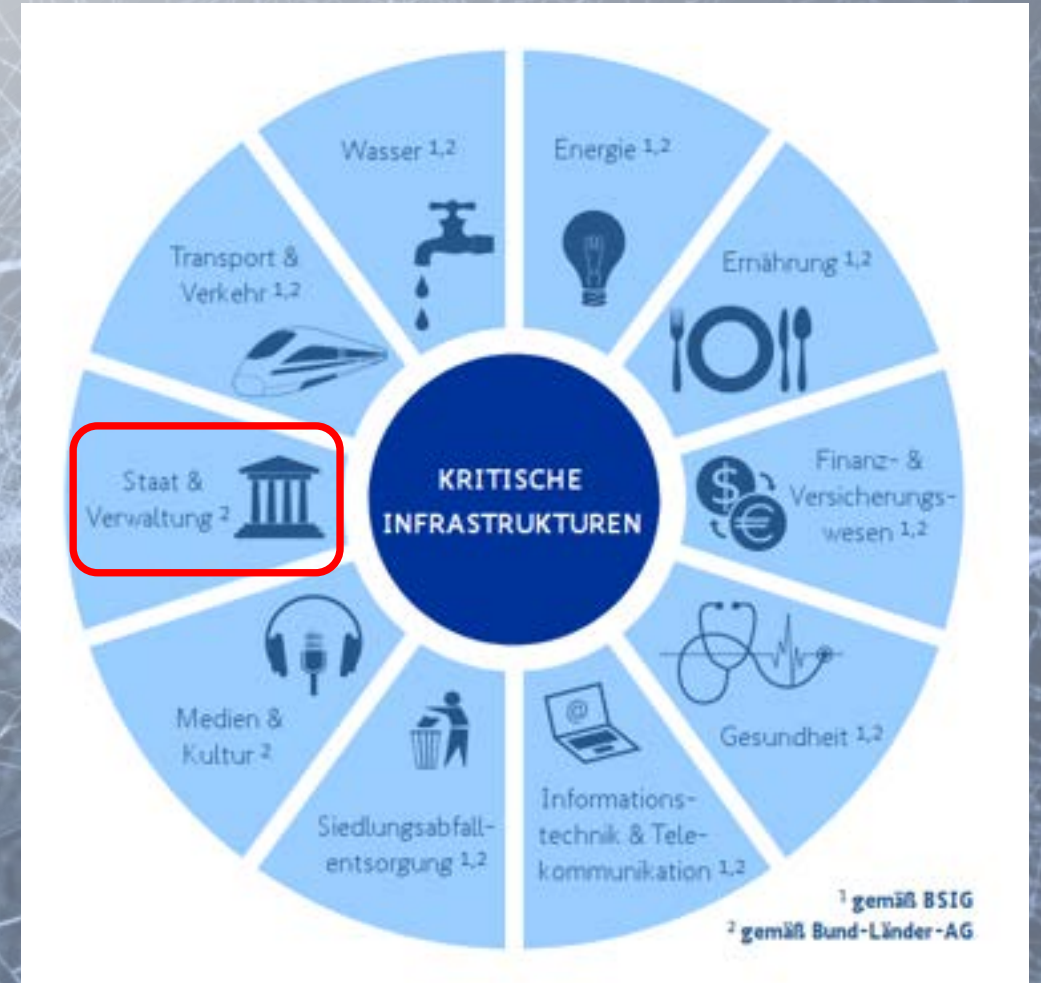 KRITISCHE
INFRASTRUKTUREN
Energie 1,2
Ernährung 1,2
Finanz- &
Versicherungs-
wesen 1,2
Gesundheit 1,2
Informations-
technik & Tele-
kommunikation 1,2
@
Siedlungsabfall-
entsorgung 1,2
Medien &
Kultur 2
Staat &
Verwaltung 2
Transport &
Verkehr 1,2
Wasser 1,2
$
€
1 gemäß BSIG
2 gemäß Bund-Länder-AG